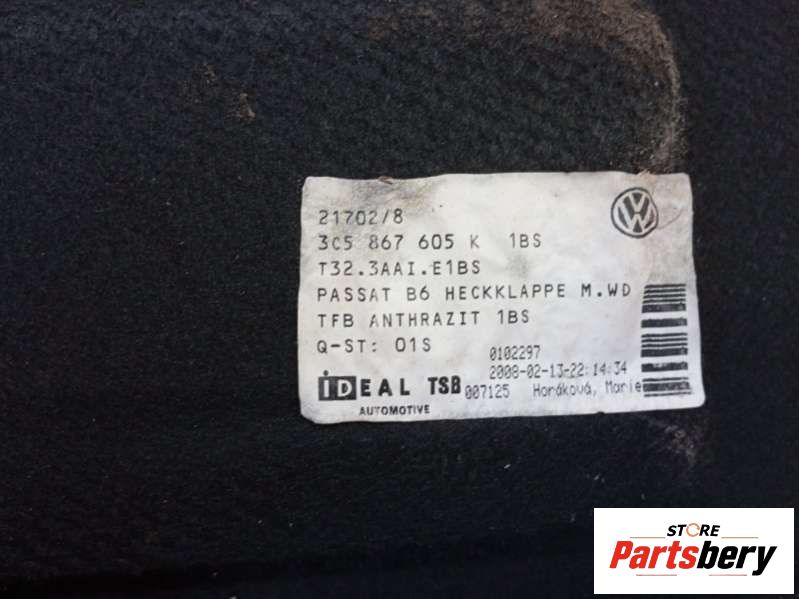 21702/8
3C5 867 605 K 1BS
T32.3AAI.E1BS
PASSAT B6 HECKKLAPPE M.WD
TFB ANTHRAZIT 1BS
Q-ST: 01S
0102297
2008-02-13-22:14:34
007125 Horáková, Marie
iDEAL TSB
AUTOMOTIVE
VW
STORE
Partsbery